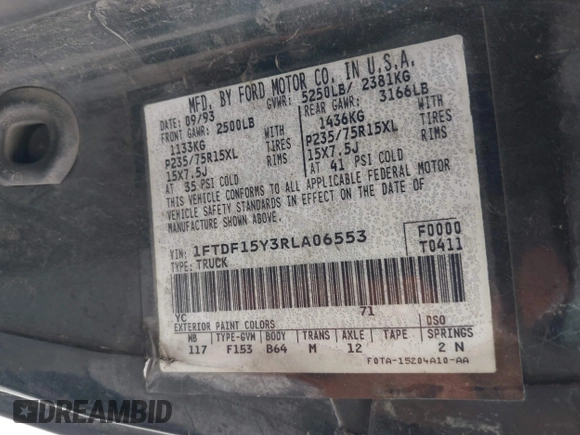 MFD. BY FORD MOTOR CO. IN U.S.A.
DATE: 09/93 GVWR: 5250LB/ 2381KG
FRONT GAWR: 2500LB REAR GAWR: 3166LB
1133KG 1436KG
P235/75R15XL TIRES P235/75R15XL TIRES
15X7.5J RIMS 15X7.5J RIMS
AT 35 PSI COLD AT 41 PSI COLD
THIS VEHICLE CONFORMS TO ALL APPLICABLE FEDERAL MOTOR
VEHICLE SAFETY STANDARDS IN EFFECT ON THE DATE OF
MANUFACTURE SHOWN ABOVE.
VIN: 1FTDF15Y3RLA06553 F0000
TYPE: TRUCK T0411
YC 71
EXTERIOR PAINT COLORS DSO
WB TYPE-GVW BODY TRANS AXLE TAPE SPRINGS
117 F153 B64 M 12 2 N
F0TA-15204A10-AA
DREAMBID